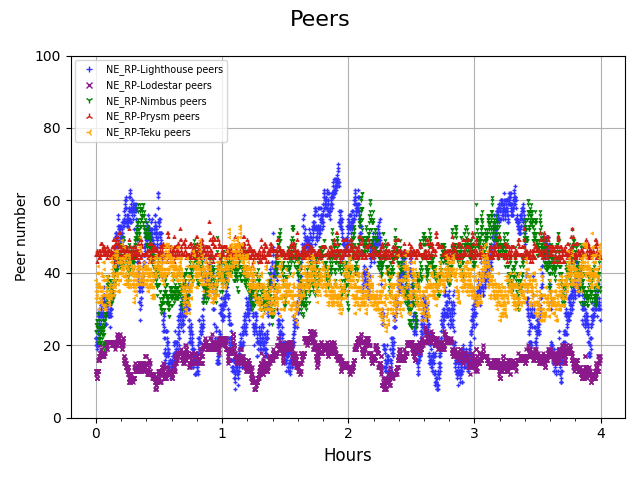 Peers
100
80
60
40
20
0
Peer number
NE_RP-Lighthouse peers
NE_RP-Lodestar peers
NE_RP-Nimbus peers
NE_RP-Prysm peers
NE_RP-Teku peers
0 1 2 3 4
Hours